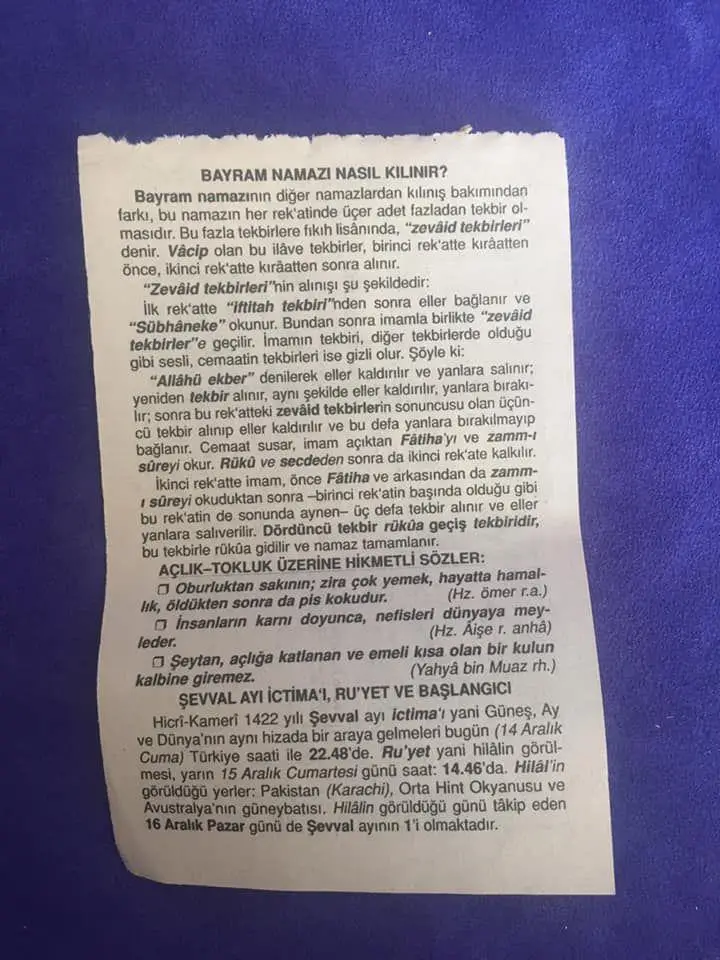 BAYRAM NAMAZI NASIL KILINIR?
Bayram namazının diğer namazlardan kılınış bakımından
farkı, bu namazın her rek'atinde üçer adet fazladan tekbir ol-
masıdır. Bu fazla tekbirlere fıkıh lisânında, "zevâid tekbirleri"
denir. Vâcip olan bu ilâve tekbirler, birinci rek'atte kırâatten
önce, ikinci rek'atte kırâatten sonra alınır.
"Zevâid tekbirleri"nin alınışı şu şekildedir:
İlk rek'atte "iftitah tekbiri"nden sonra eller bağlanır ve
"Sübhâneke" okunur. Bundan sonra imamla birlikte "zevâid
tekbirler"e geçilir. İmamın tekbiri, diğer tekbirlerde olduğu
gibi sesli, cemaatin tekbirleri ise gizli olur. Şöyle ki:
"Allâhü ekber" denilerek eller kaldırılır ve yanlara salınır;
yeniden tekbir alınır, aynı şekilde eller kaldırılır, yanlara bırakı-
lır; sonra bu rek'atteki zevâid tekbirlerin sonuncusu olan üçün-
cü tekbir alınıp eller kaldırılır ve bu defa yanlara bırakılmayıp
bağlanır. Cemaat susar, imam açıktan Fâtiha'yı ve zamm-ı
sûreyi okur. Rükû ve secdeden sonra da ikinci rek'ate kalkılır.
İkinci rek'atte imam, önce Fâtiha ve arkasından da zamm-
ı sûreyi okuduktan sonra –birinci rek'atin başında olduğu gibi
bu rek'atin de sonunda aynen– üç defa tekbir alınır ve eller
yanlara salıverilir. Dördüncü tekbir rükûa geçiş tekbiridir,
bu tekbirle rükûa gidilir ve namaz tamamlanır.
AÇLIK–TOKLUK ÜZERİNE HİKMETLİ SÖZLER:
❒ Oburluktan sakının; zira çok yemek, hayatta hamal-
lık, öldükten sonra da pis kokudur. (Hz. ömer r.a.)
❒ İnsanların karnı doyunca, nefisleri dünyaya mey-
leder. (Hz. Âişe r. anhâ)
❒ Şeytan, açlığa katlanan ve emeli kısa olan bir kulun
kalbine giremez. (Yahyâ bin Muaz rh.)
ŞEVVAL AYI İCTİMA'I, RU'YET VE BAŞLANGICI
Hicrî-Kamerî 1422 yılı Şevval ayı ictima'ı yani Güneş, Ay
ve Dünya'nın aynı hizada bir araya gelmeleri bugün (14 Aralık
Cuma) Türkiye saati ile 22.48'de. Ru'yet yani hilâlin görül-
mesi, yarın 15 Aralık Cumartesi günü saat: 14.46'da. Hilâl'in
görüldüğü yerler: Pakistan (Karachi), Orta Hint Okyanusu ve
Avustralya'nın güneybatısı. Hilâlin görüldüğü günü tâkip eden
16 Aralık Pazar günü de Şevval ayının 1'i olmaktadır.